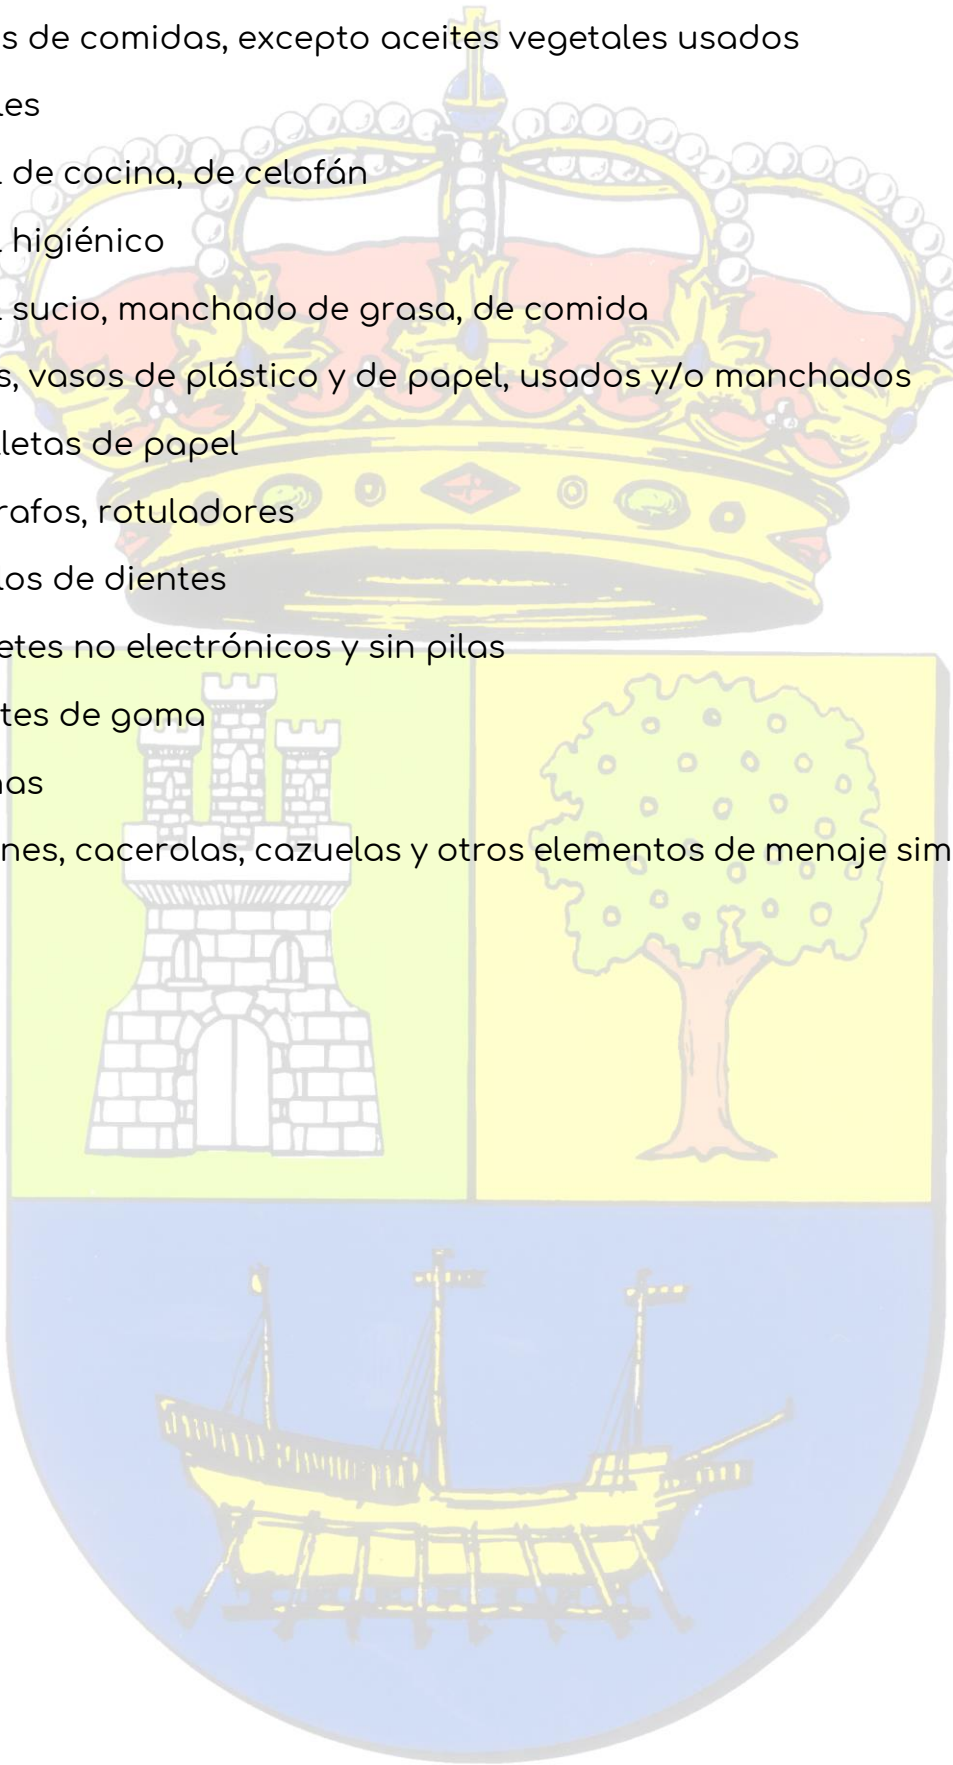 s de comidas, excepto aceites vegetales usados
les
l de cocina, de celofán
l higiénico
l sucio, manchado de grasa, de comida
s, vasos de plástico y de papel, usados y/o manchados
lletas de papel
rafos, rotuladores
los de dientes
etes no electrónicos y sin pilas
tes de goma
nas
nes, cacerolas, cazuelas y otros elementos de menaje sim